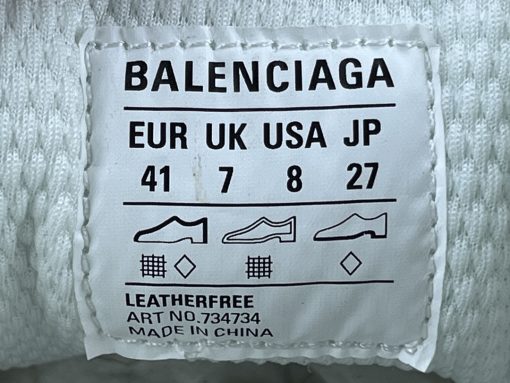 BALENCIAGA
EUR UK USA JP
41 7 8 27
LEATHERFREE
ART NO.734734
MADE IN CHINA